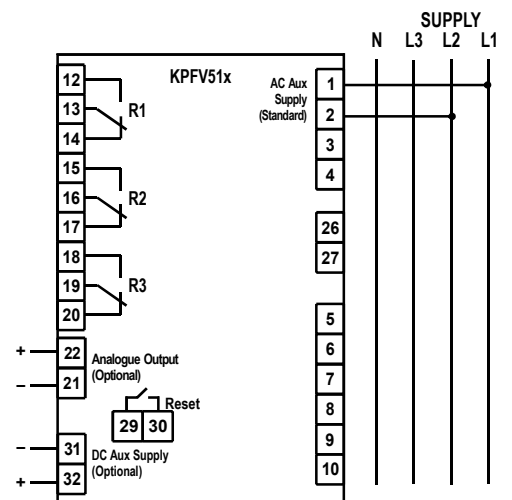 SUPPLY
N L3 L2 L1
KPFV51x
12
13
14
R1
15
16
17
R2
18
19
20
R3
+ 22
– 21
Analogue Output
(Optional)
Reset
29 30
– 31
+ 32
DC Aux Supply
(Optional)
AC Aux
Supply
(Standard)
1
2
3
4
26
27
5
6
7
8
9
10